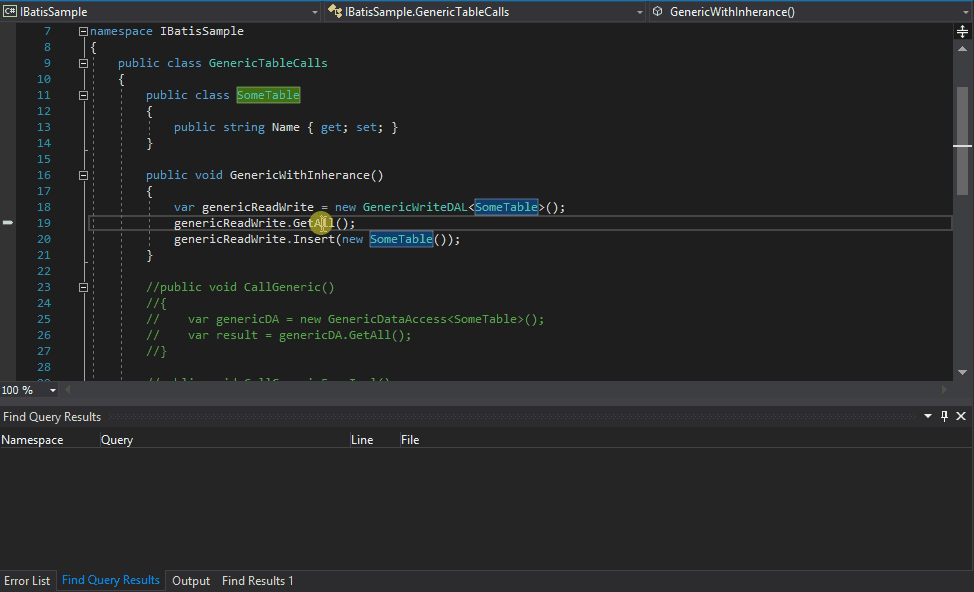 C# IBatisSample IBatisSample.GenericTableCalls GenericWithInherance()
7 namespace IBatisSample
8 {
9 public class GenericTableCalls
10 {
11 public class SomeTable
12 {
13 public string Name { get; set; }
14 }
15
16 public void GenericWithInherance()
17 {
18 var genericReadWrite = new GenericWriteDAL<SomeTable>();
19 genericReadWrite.GetAll();
20 genericReadWrite.Insert(new SomeTable());
21 }
22
23 //public void CallGeneric()
24 //{
25 // var genericDA = new GenericDataAccess<SomeTable>();
26 // var result = genericDA.GetAll();
27 //}
28
100 %
Find Query Results
Namespace Query Line File
Error List Find Query Results Output Find Results 1